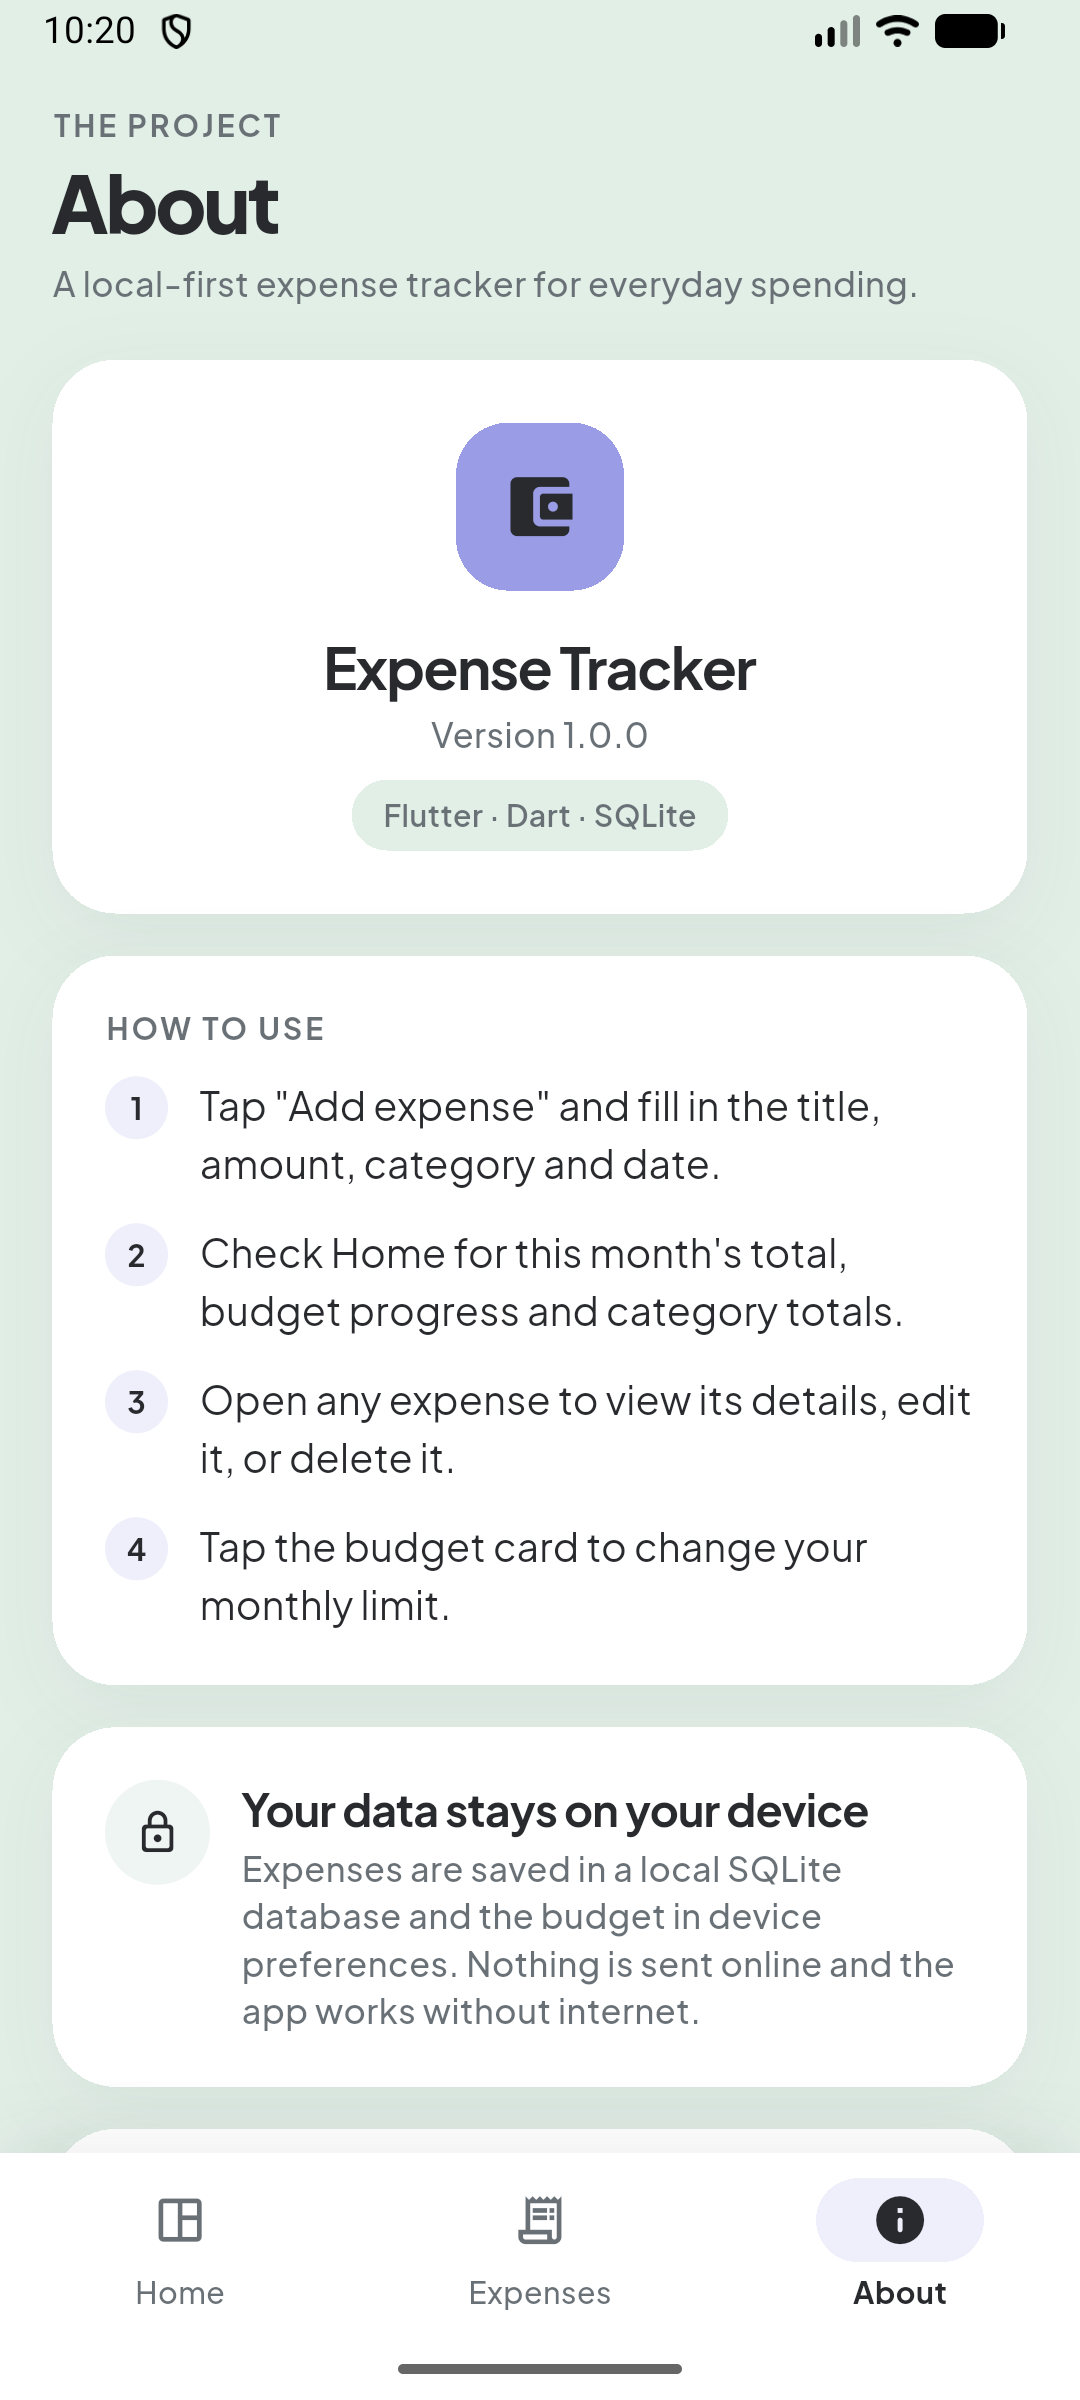 10:20
THE PROJECT
About
A local-first expense tracker for everyday spending.
Expense Tracker
Version 1.0.0
Flutter · Dart · SQLite
HOW TO USE
1 Tap "Add expense" and fill in the title,
amount, category and date.
2 Check Home for this month's total,
budget progress and category totals.
3 Open any expense to view its details, edit
it, or delete it.
4 Tap the budget card to change your
monthly limit.
Your data stays on your device
Expenses are saved in a local SQLite
database and the budget in device
preferences. Nothing is sent online and the
app works without internet.
Home Expenses About